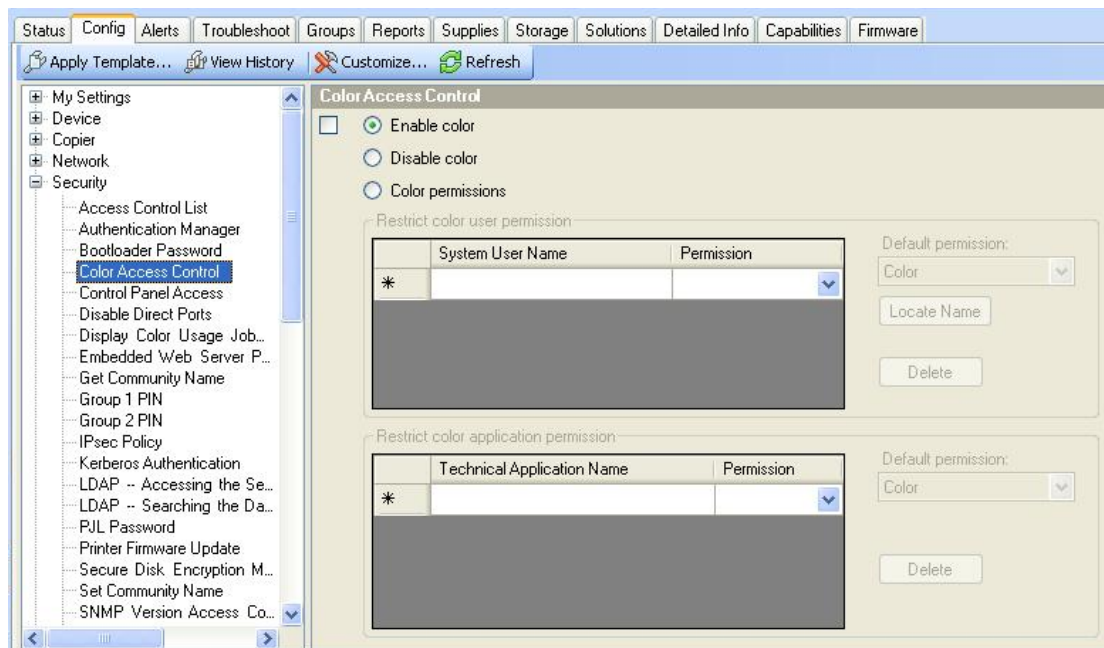 Status Config Alerts Troubleshoot Groups Reports Supplies Storage Solutions Detailed Info Capabilities Firmware
Apply Template... View History Customize... Refresh
My Settings
Device
Copier
Network
Security
Access Control List
Authentication Manager
Bootloader Password
Color Access Control
Control Panel Access
Disable Direct Ports
Display Color Usage Job...
Embedded Web Server P...
Get Community Name
Group 1 PIN
Group 2 PIN
IPsec Policy
Kerberos Authentication
LDAP -- Accessing the Se...
LDAP -- Searching the Da...
PJL Password
Printer Firmware Update
Secure Disk Encryption M...
Set Community Name
SNMP Version Access Co...
Color Access Control
Enable color
Disable color
Color permissions
Restrict color user permission
System User Name Permission
*
Default permission:
Color
Locate Name
Delete
Restrict color application permission
Technical Application Name Permission
*
Default permission:
Color
Delete